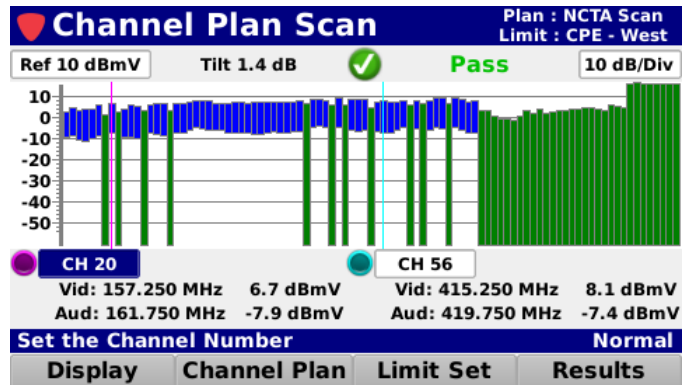 Channel Plan Scan
Plan : NCTA Scan
Limit : CPE - West
Ref 10 dBmV
Tilt 1.4 dB
Pass
10 dB/Div
10
0
-10
-20
-30
-40
-50
CH 20
CH 56
Vid: 157.250 MHz 6.7 dBmV
Vid: 415.250 MHz 8.1 dBmV
Aud: 161.750 MHz -7.9 dBmV
Aud: 419.750 MHz -7.4 dBmV
Set the Channel Number
Normal
Display
Channel Plan
Limit Set
Results